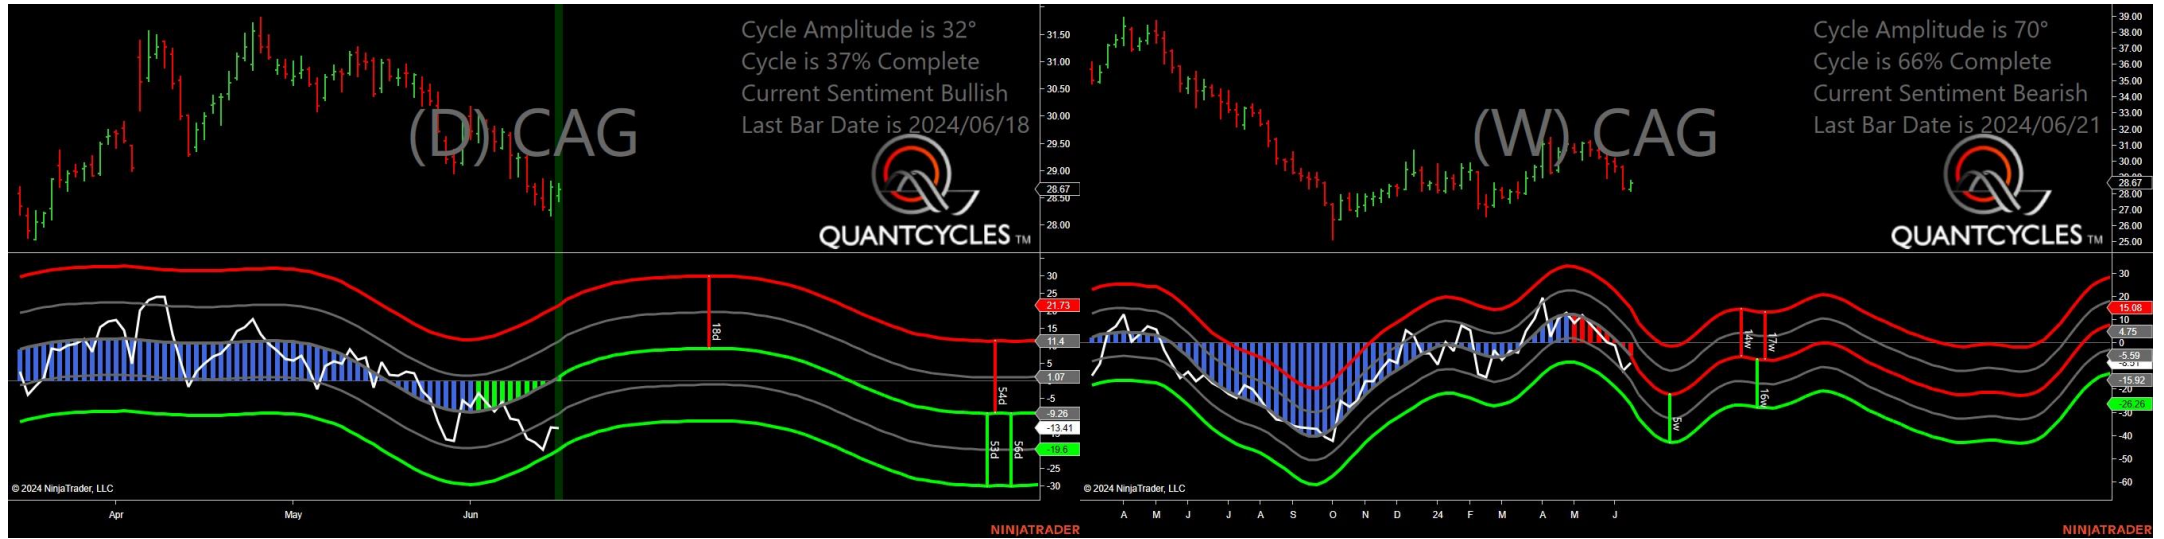 Cycle Amplitude is 32°
Cycle is 37% Complete
Current Sentiment Bullish
Last Bar Date is 2024/06/18
(D) CAG
QUANTCYCLES TM
31.50
31.00
30.50
30.00
29.50
29.00
28.67
28.50
28.00
30
25
21.73
15
11.4
5
1.07
-5
-9.26
-13.41
-19.6
-25
-30
18d
54d
53d
56d
© 2024 NinjaTrader, LLC
Apr May Jun
NINJATRADER
Cycle Amplitude is 70°
Cycle is 66% Complete
Current Sentiment Bearish
Last Bar Date is 2024/06/21
(W) CAG
QUANTCYCLES TM
39.00
38.00
37.00
36.00
35.00
34.00
33.00
32.00
31.00
30.00
28.67
28.00
27.00
26.00
25.00
30
20
15.08
10
4.75
0
-5.59
-15.92
-26.26
-30
-40
-50
-60
14w
17w
5w
16w
© 2024 NinjaTrader, LLC
A M J J A S O N D 24 F M A M J
NINJATRADER